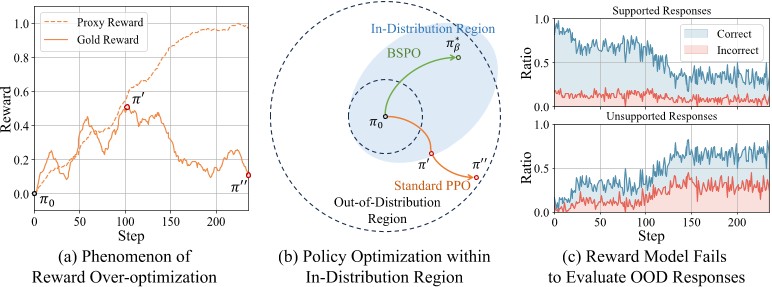 Proxy Reward
Gold Reward
Reward
1.0
0.8
0.6
0.4
0.2
0.0
π′
π″
π₀
0
50
100
150
200
Step
(a) Phenomenon of
Reward Over-optimization
In-Distribution Region
BSPO
π*β
π₀
π′
π″
Standard PPO
Out-of-Distribution
Region
(b) Policy Optimization within
In-Distribution Region
Supported Responses
Correct
Incorrect
Ratio
1.0
0.5
0.0
Unsupported Responses
Ratio
1.0
0.5
0.0
0
50
100
150
200
Step
(c) Reward Model Fails
to Evaluate OOD Responses